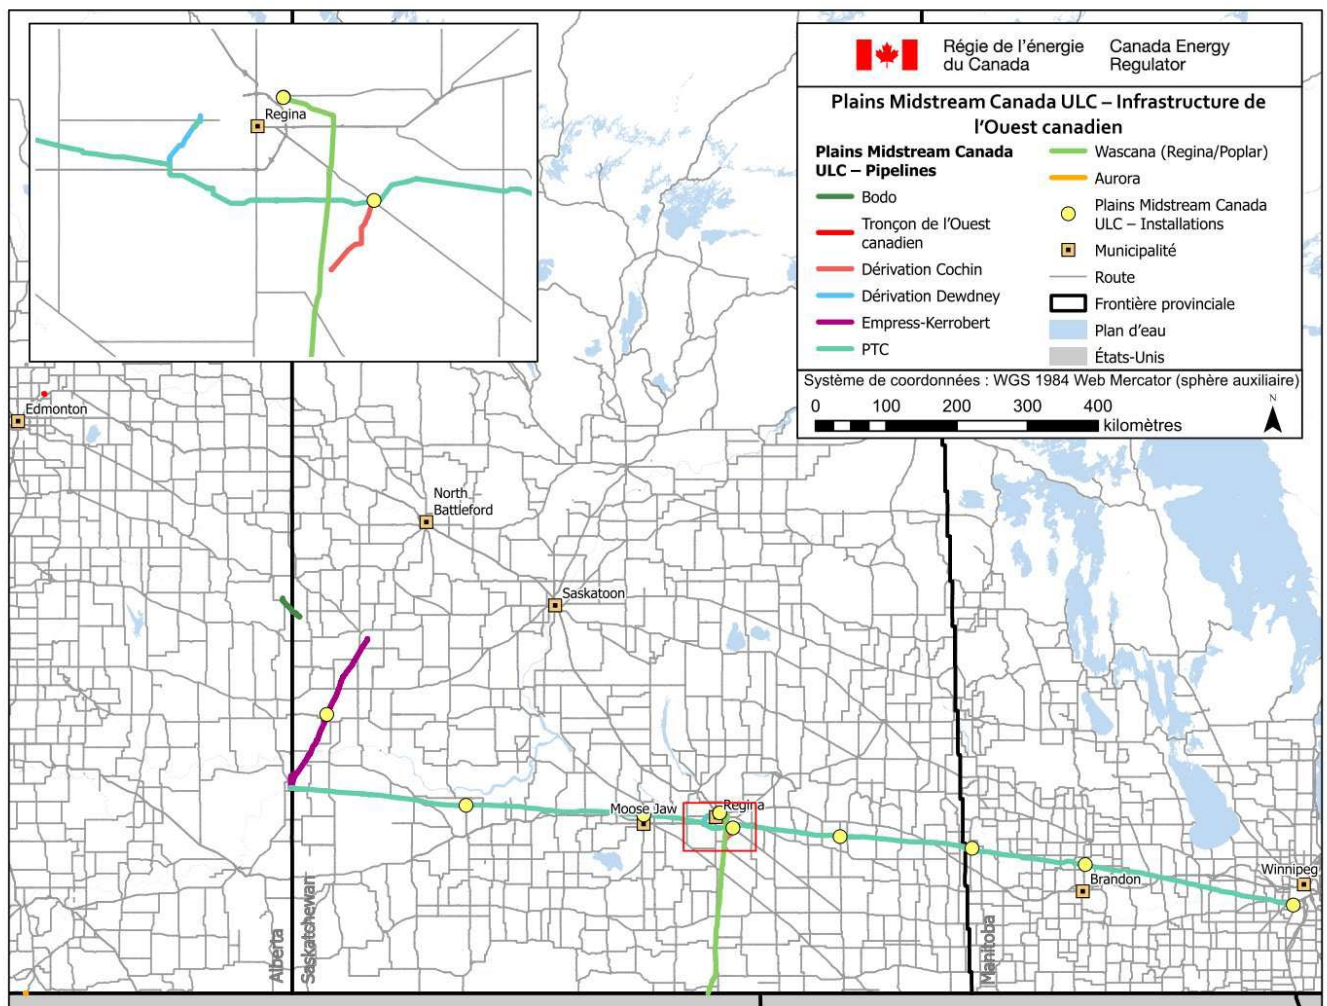 Régie de l'énergie
du Canada
Canada Energy
Regulator
Plains Midstream Canada ULC – Infrastructure de
l'Ouest canadien
Plains Midstream Canada
ULC – Pipelines
Bodo
Tronçon de l'Ouest
canadien
Dérivation Cochin
Dérivation Dewdney
Empress-Kerrobert
PTC
Wascana (Regina/Poplar)
Aurora
Plains Midstream Canada
ULC – Installations
Municipalité
Route
Frontière provinciale
Plan d'eau
États-Unis
Système de coordonnées : WGS 1984 Web Mercator (sphère auxiliaire)
0 100 200 300 400
kilomètres
N
Regina
Edmonton
North
Battleford
Saskatoon
Moose Jaw
Regina
Brandon
Winnipeg
Alberta
Saskatchewan
Manitoba